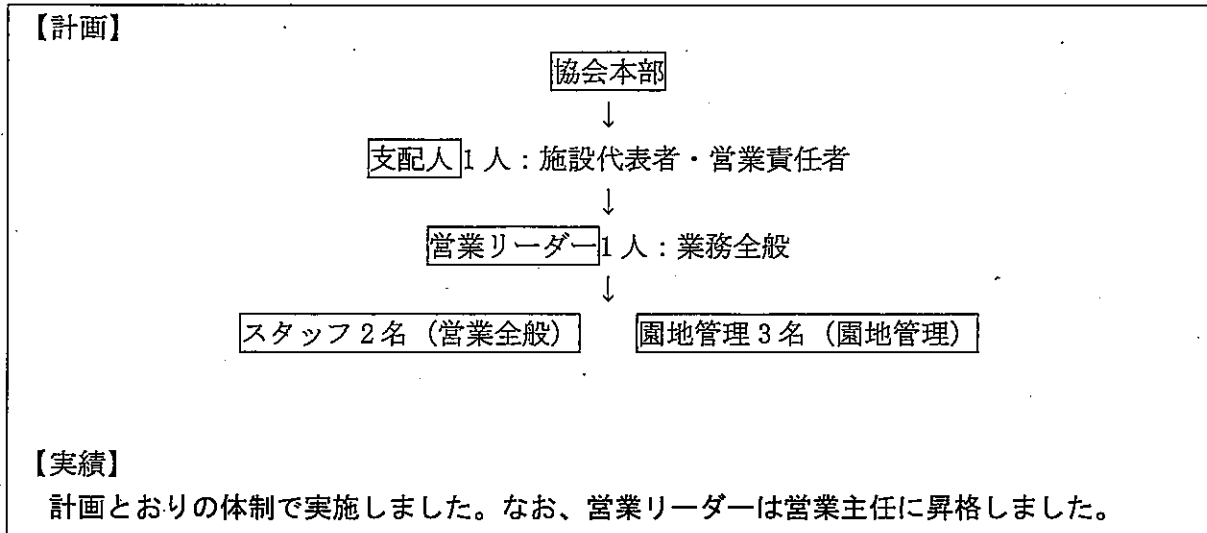 【計画】
協会本部
↓
支配人1人：施設代表者・営業責任者
↓
営業リーダー1人：業務全般
↓
スタッフ2名（営業全般） 園地管理3名（園地管理）
【実績】
計画とおりの体制で実施しました。なお、営業リーダーは営業主任に昇格しました。